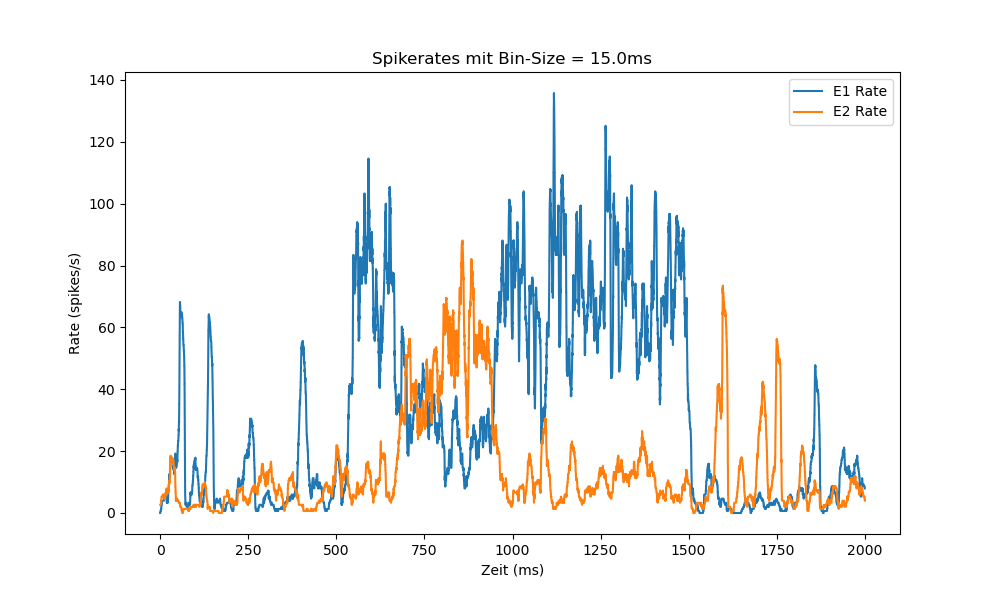 Spikerates mit Bin-Size = 15.0ms
E1 Rate
E2 Rate
140
120
100
80
60
40
20
0
Rate (spikes/s)
0 250 500 750 1000 1250 1500 1750 2000
Zeit (ms)